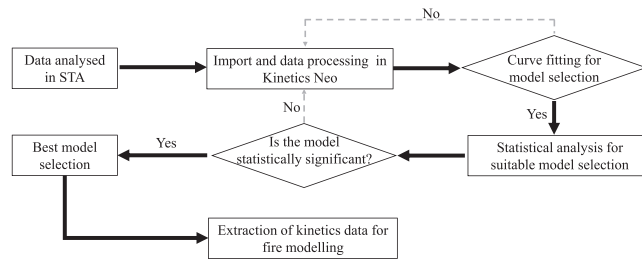 No
Data analysed
in STA
Import and data processing in
Kinetics Neo
Curve fitting for
model selection
No
Yes
Best model
selection
Yes
Is the model
statistically significant?
Statistical analysis for
suitable model selection
Extraction of kinetics data for
fire modelling